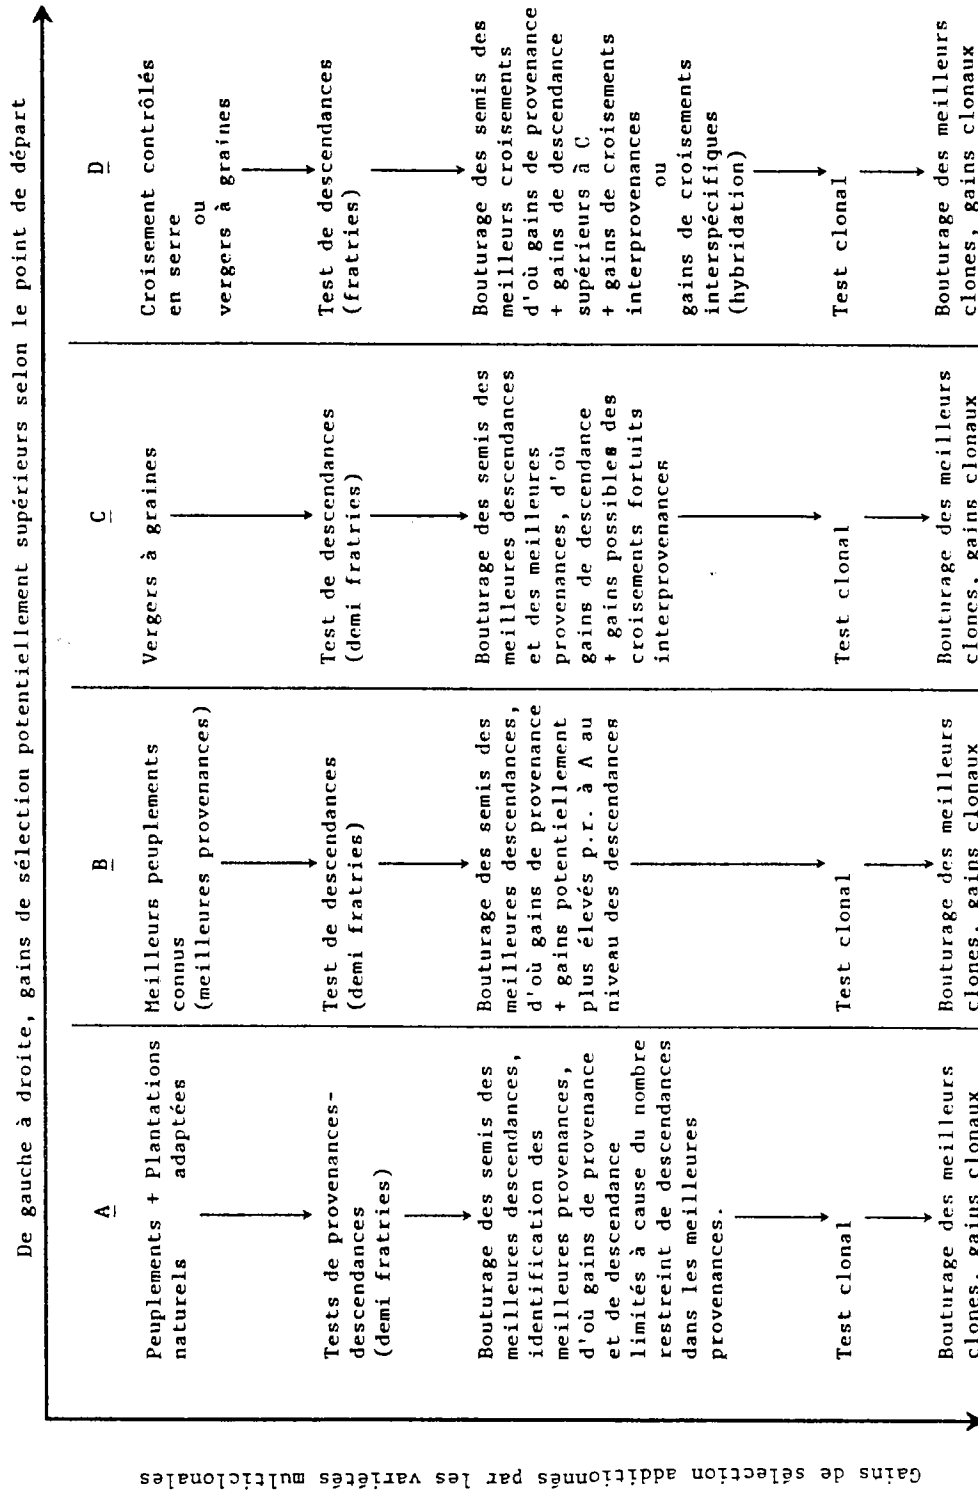 De gauche à droite, gains de sélection potentiellement supérieurs selon le point de départ
Gains de sélection additionnés par les variétés multiclonales
A
Peuplements + Plantations
naturels adaptées
Tests de provenances-
descendances
(demi fratries)
Bouturage des semis des
meilleures descendances,
identification des
meilleures provenances,
d'où gains de provenance
et de descendance
limités à cause du nombre
restreint de descendances
dans les meilleures
provenances.
Test clonal
Bouturage des meilleurs
clones, gains clonaux
B
Meilleurs peuplements
connus
(meilleures provenances)
Test de descendances
(demi fratries)
Bouturage des semis des
meilleures descendances,
d'où gains de provenance
+ gains potentiellement
plus élevés p.r. à A au
niveau des descendances
Test clonal
Bouturage des meilleurs
clones, gains clonaux
C
Vergers à graines
Test de descendances
(demi fratries)
Bouturage des semis des
meilleures descendances
et des meilleures
provenances, d'où
gains de descendance
+ gains possibles des
croisements fortuits
interprovenances
Test clonal
Bouturage des meilleurs
clones, gains clonaux
D
Croisement contrôlés
en serre
ou
vergers à graines
Test de descendances
(fratries)
Bouturage des semis des
meilleurs croisements
d'où gains de provenance
+ gains de descendance
supérieurs à C
+ gains de croisements
interprovenances
ou
gains de croisements
interspécifiques
(hybridation)
Test clonal
Bouturage des meilleurs
clones, gains clonaux